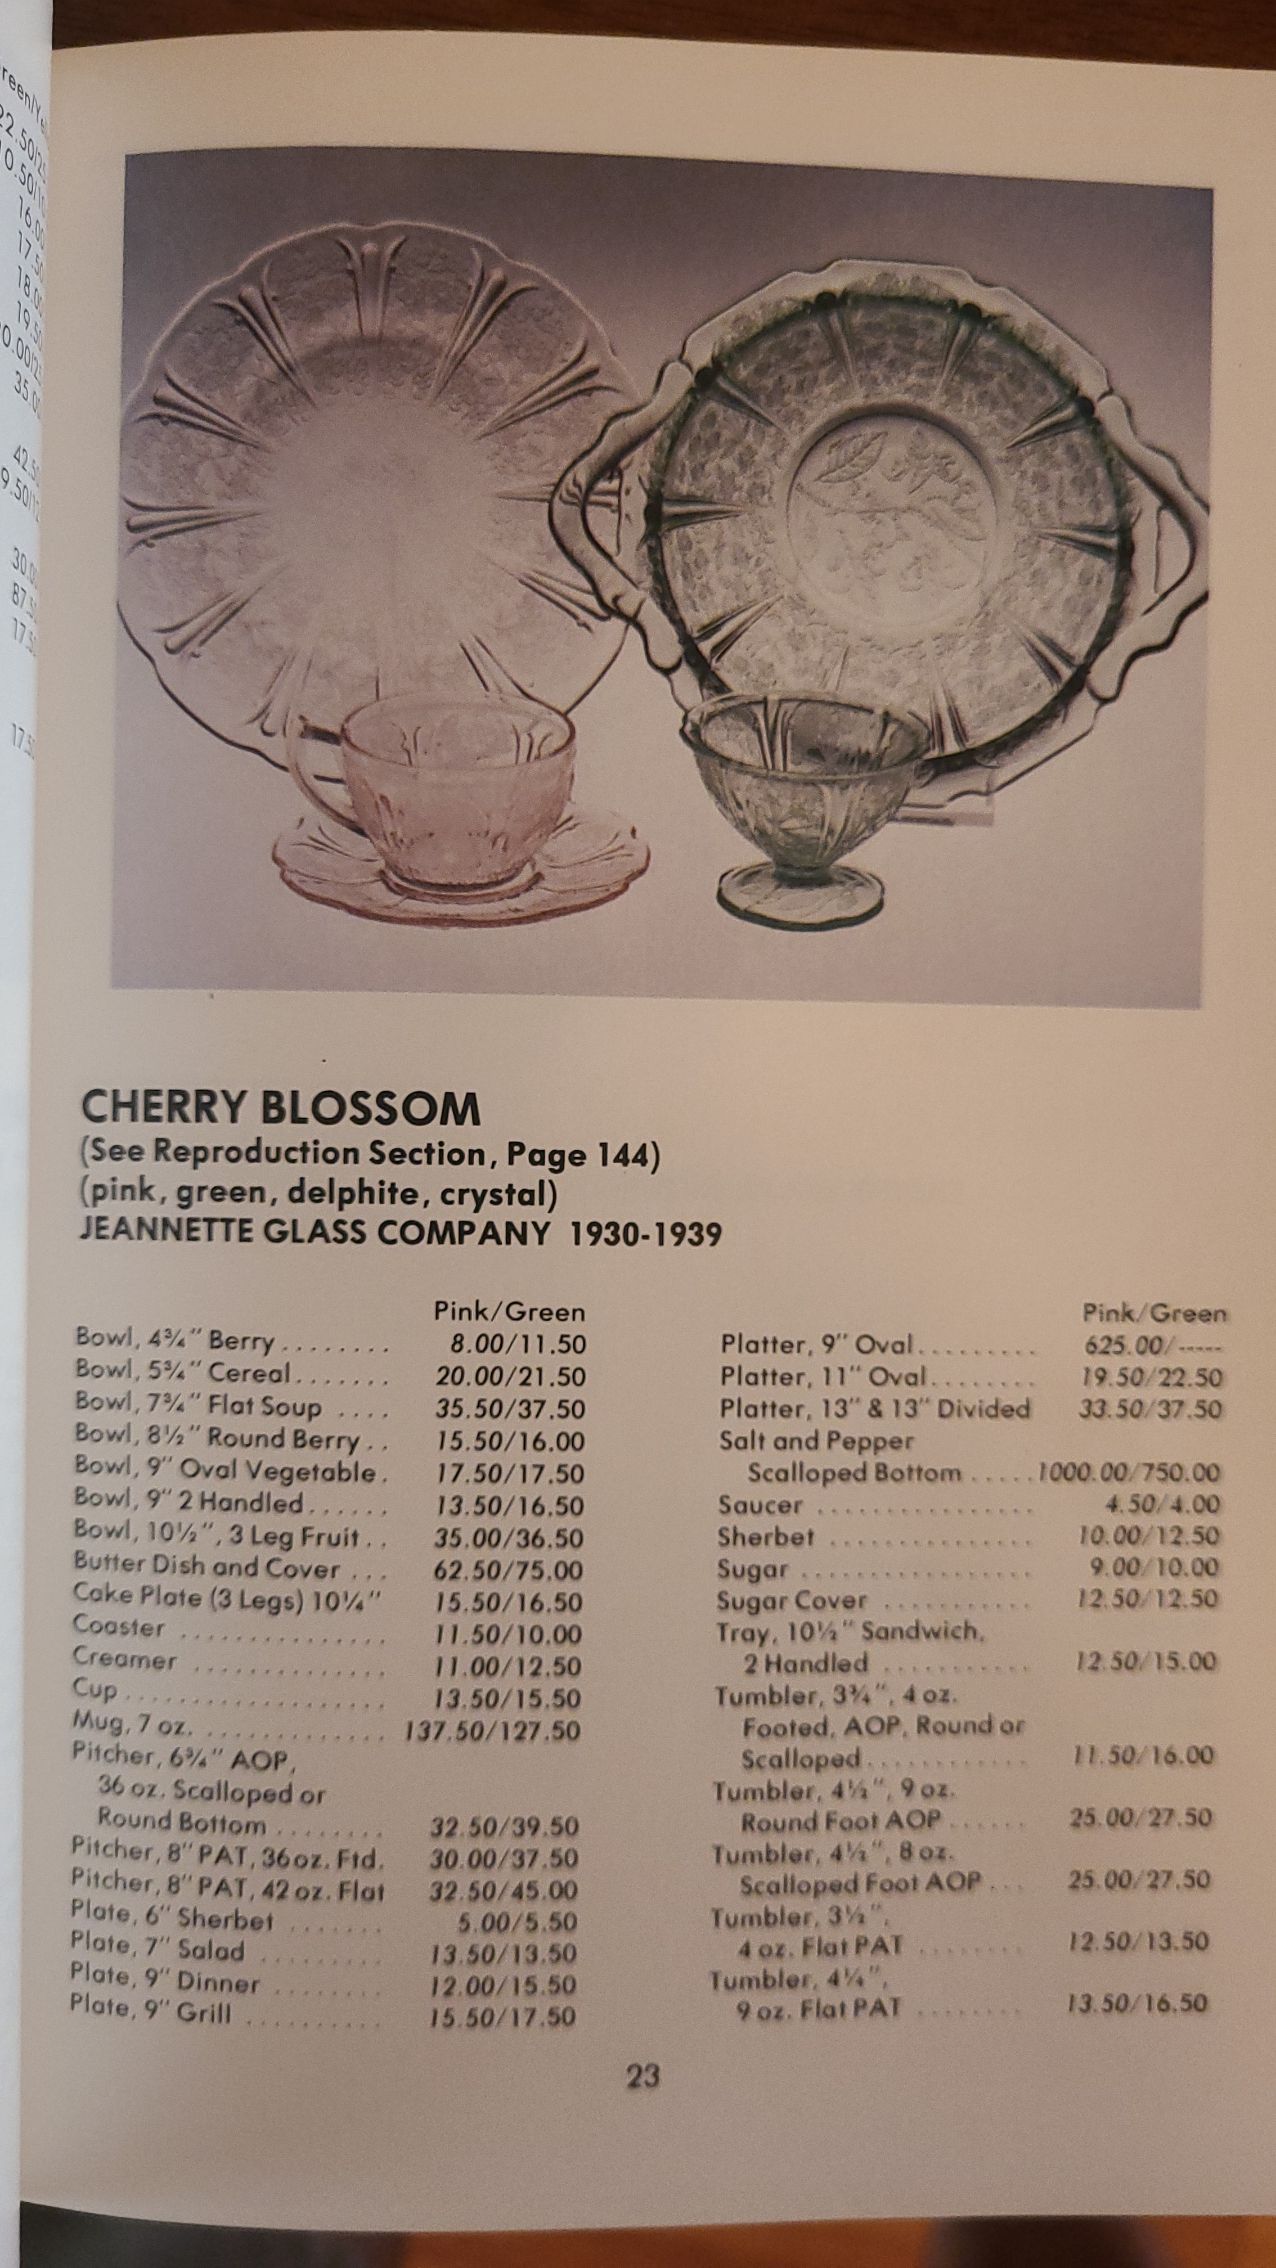 CHERRY BLOSSOM
(See Reproduction Section, Page 144)
(pink, green, delphite, crystal)
JEANNETTE GLASS COMPANY 1930-1939
Pink/Green
Bowl, 4¾" Berry ........ 8.00/11.50
Bowl, 5¾" Cereal ....... 20.00/21.50
Bowl, 7¾" Flat Soup .... 35.50/37.50
Bowl, 8½" Round Berry .. 15.50/16.00
Bowl, 9" Oval Vegetable . 17.50/17.50
Bowl, 9" 2 Handled ...... 13.50/16.50
Bowl, 10½", 3 Leg Fruit .. 35.00/36.50
Butter Dish and Cover ... 62.50/75.00
Cake Plate (3 Legs) 10¼" 15.50/16.50
Coaster ............... 11.50/10.00
Creamer .............. 11.00/12.50
Cup ................... 13.50/15.50
Mug, 7 oz. ............. 137.50/127.50
Pitcher, 6¾" AOP,
36 oz. Scalloped or
Round Bottom ........ 32.50/39.50
Pitcher, 8" PAT, 36 oz. Ftd. 30.00/37.50
Pitcher, 8" PAT, 42 oz. Flat 32.50/45.00
Plate, 6" Sherbet ....... 5.00/5.50
Plate, 7" Salad ......... 13.50/13.50
Plate, 9" Dinner ........ 12.00/15.50
Plate, 9" Grill .......... 15.50/17.50
Pink/Green
Platter, 9" Oval ......... 625.00/-----
Platter, 11" Oval ........ 19.50/22.50
Platter, 13" & 13" Divided 33.50/37.50
Salt and Pepper
Scalloped Bottom ..... 1000.00/750.00
Saucer ................ 4.50/4.00
Sherbet ............... 10.00/12.50
Sugar ................. 9.00/10.00
Sugar Cover ........... 12.50/12.50
Tray, 10½" Sandwich,
2 Handled ........... 12.50/15.00
Tumbler, 3¾", 4 oz.
Footed, AOP, Round or
Scalloped ............ 11.50/16.00
Tumbler, 4½", 9 oz.
Round Foot AOP ...... 25.00/27.50
Tumbler, 4½", 8 oz.
Scalloped Foot AOP ... 25.00/27.50
Tumbler, 3½",
4 oz. Flat PAT ........ 12.50/13.50
Tumbler, 4¼",
9 oz. Flat PAT ........ 13.50/16.50
23